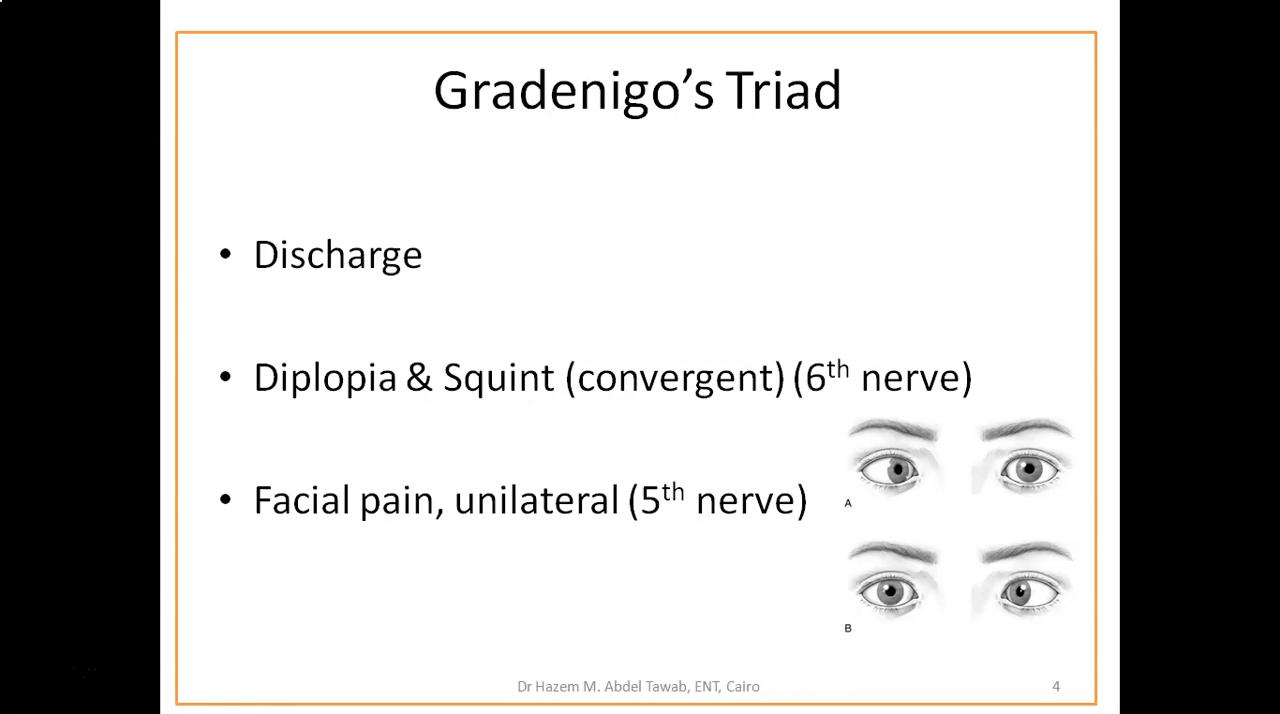 Gradenigo's Triad
• Discharge
• Diplopia & Squint (convergent) (6th nerve)
• Facial pain, unilateral (5th nerve)
A
B
Dr Hazem M. Abdel Tawab, ENT, Cairo
4